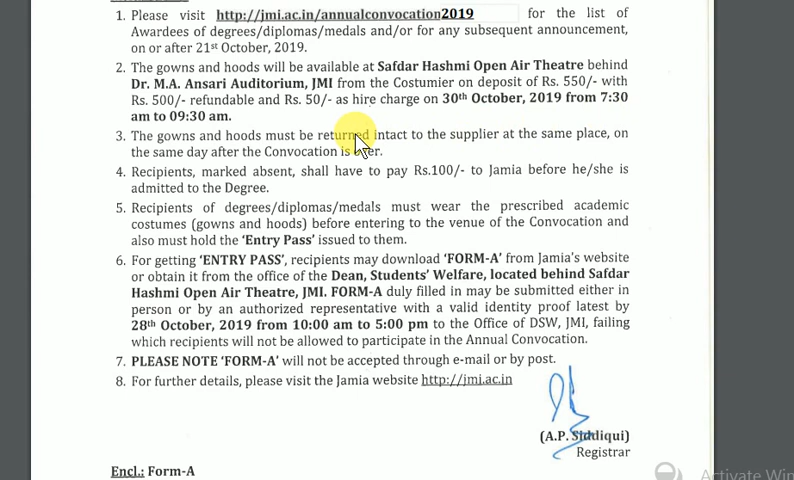 1. Please visit http://jmi.ac.in/annualconvocation2019 for the list of
Awardees of degrees/diplomas/medals and/or for any subsequent announcement,
on or after 21st October, 2019.
2. The gowns and hoods will be available at Safdar Hashmi Open Air Theatre behind
Dr. M.A. Ansari Auditorium, JMI from the Costumier on deposit of Rs. 550/- with
Rs. 500/- refundable and Rs. 50/- as hire charge on 30th October, 2019 from 7:30
am to 09:30 am.
3. The gowns and hoods must be returned intact to the supplier at the same place, on
the same day after the Convocation is over.
4. Recipients, marked absent, shall have to pay Rs.100/- to Jamia before he/she is
admitted to the Degree.
5. Recipients of degrees/diplomas/medals must wear the prescribed academic
costumes (gowns and hoods) before entering to the venue of the Convocation and
also must hold the 'Entry Pass' issued to them.
6. For getting 'ENTRY PASS', recipients may download 'FORM-A' from Jamia's website
or obtain it from the office of the Dean, Students' Welfare, located behind Safdar
Hashmi Open Air Theatre, JMI. FORM-A duly filled in may be submitted either in
person or by an authorized representative with a valid identity proof latest by
28th October, 2019 from 10:00 am to 5:00 pm to the Office of DSW, JMI, failing
which recipients will not be allowed to participate in the Annual Convocation.
7. PLEASE NOTE 'FORM-A' will not be accepted through e-mail or by post.
8. For further details, please visit the Jamia website http://jmi.ac.in
(A.P. Siddiqui)
Registrar
Encl.: Form-A
Activate Win